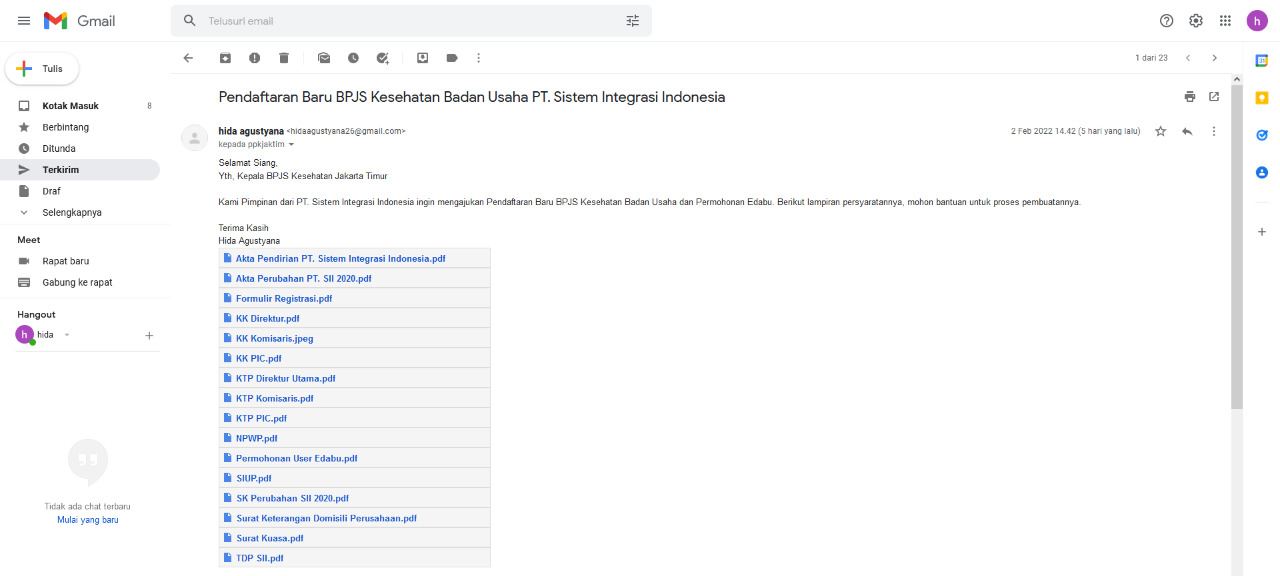 Gmail
Telusuri email
h
Tulis
1 dari 23
Kotak Masuk 8
Berbintang
Ditunda
Terkirim
Draf
Selengkapnya
Meet
Rapat baru
Gabung ke rapat
Hangout
h hida
Tidak ada chat terbaru
Mulai yang baru
Pendaftaran Baru BPJS Kesehatan Badan Usaha PT. Sistem Integrasi Indonesia
hida agustyana <hidaagustyana26@gmail.com>
2 Feb 2022 14.42 (5 hari yang lalu)
kepada ppkjaktim
Selamat Siang,
Yth, Kepala BPJS Kesehatan Jakarta Timur
Kami Pimpinan dari PT. Sistem Integrasi Indonesia ingin mengajukan Pendaftaran Baru BPJS Kesehatan Badan Usaha dan Permohonan Edabu. Berikut lampiran persyaratannya, mohon bantuan untuk proses pembuatannya.
Terima Kasih
Hida Agustyana
Akta Pendirian PT. Sistem Integrasi Indonesia.pdf
Akta Perubahan PT. SII 2020.pdf
Formulir Registrasi.pdf
KK Direktur.pdf
KK Komisaris.jpeg
KK PIC.pdf
KTP Direktur Utama.pdf
KTP Komisaris.pdf
KTP PIC.pdf
NPWP.pdf
Permohonan User Edabu.pdf
SIUP.pdf
SK Perubahan SII 2020.pdf
Surat Keterangan Domisili Perusahaan.pdf
Surat Kuasa.pdf
TDP SII.pdf